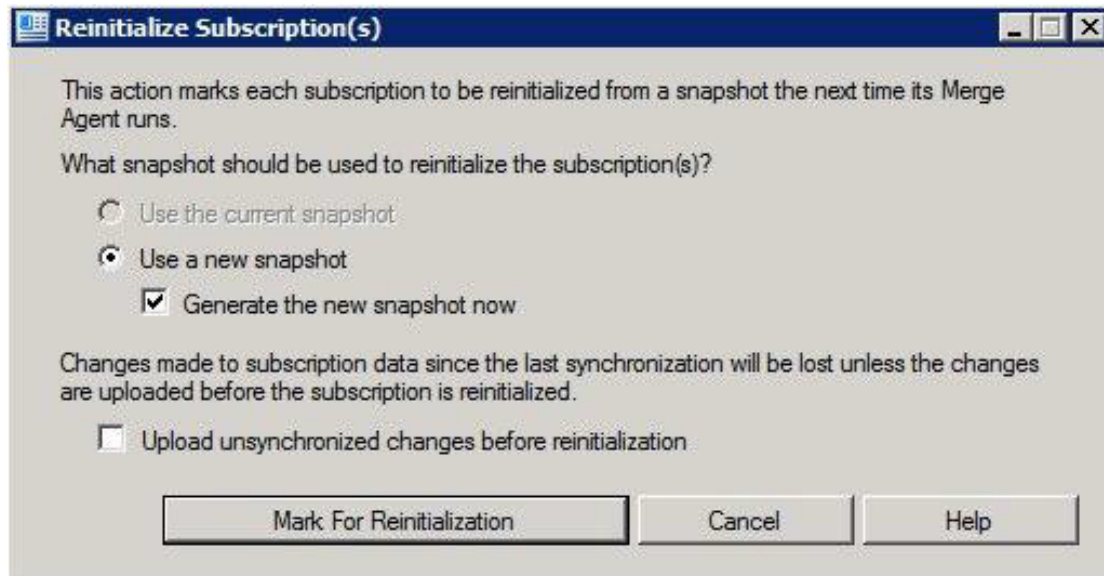 Reinitialize Subscription(s)
This action marks each subscription to be reinitialized from a snapshot the next time its Merge
Agent runs.
What snapshot should be used to reinitialize the subscription(s)?
Use the current snapshot
Use a new snapshot
Generate the new snapshot now
Changes made to subscription data since the last synchronization will be lost unless the changes
are uploaded before the subscription is reinitialized.
Upload unsynchronized changes before reinitialization
Mark For Reinitialization Cancel Help